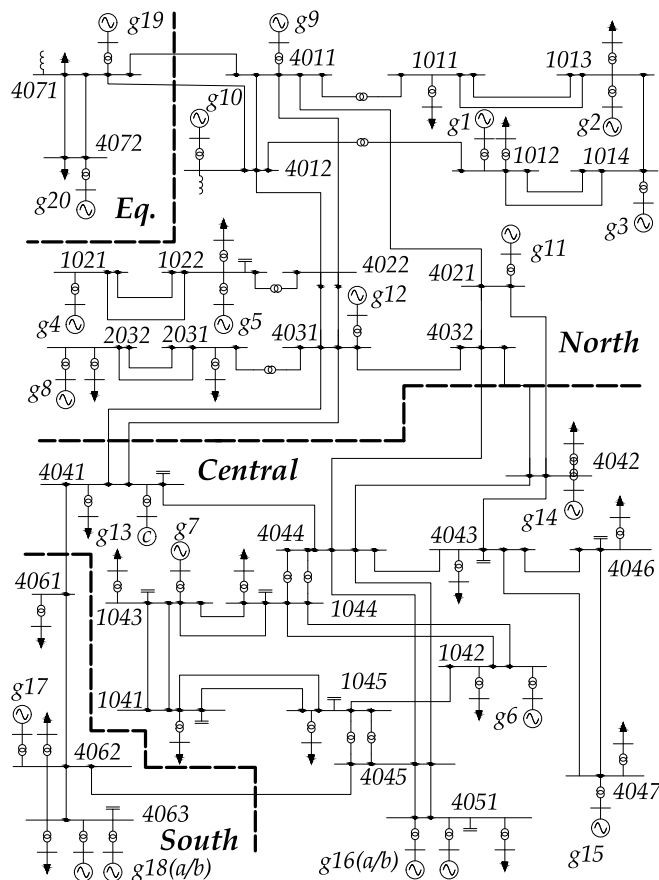 g19
g9
4071
4011
1011
1013
g10
g1
g2
4072
4012
1012
1014
g20
Eq.
g3
g11
1021
1022
4022
4021
g12
g4
g5
2032
2031
4031
4032
North
g8
Central
4041
4042
g13
c
g7
g14
4044
4043
4046
4061
1043
1044
g17
1042
1041
1045
g6
4062
4045
4047
4063
4051
South
g18(a/b)
g16(a/b)
g15